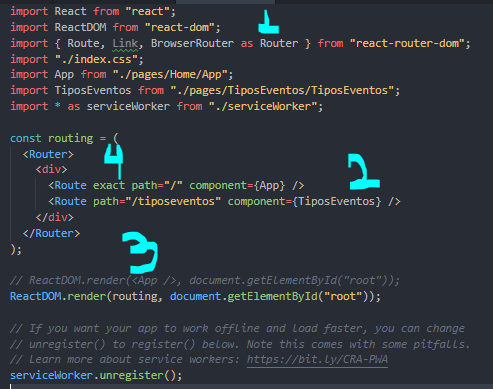 import React from "react";
import ReactDOM from "react-dom";
import { Route, Link, BrowserRouter as Router } from "react-router-dom";
import "./index.css";
import App from "./pages/Home/App";
import TiposEventos from "./pages/TiposEventos/TiposEventos";
import * as serviceWorker from "./serviceWorker";
1
const routing = (
<Router>
4
<div>
<Route exact path="/" component={App} />
2
<Route path="/tiposeventos" component={TiposEventos} />
</div>
</Router>
3
);
// ReactDOM.render(<App />, document.getElementById("root"));
ReactDOM.render(routing, document.getElementById("root"));
// If you want your app to work offline and load faster, you can change
// unregister() to register() below. Note this comes with some pitfalls.
// Learn more about service workers: https://bit.ly/CRA-PWA
serviceWorker.unregister();